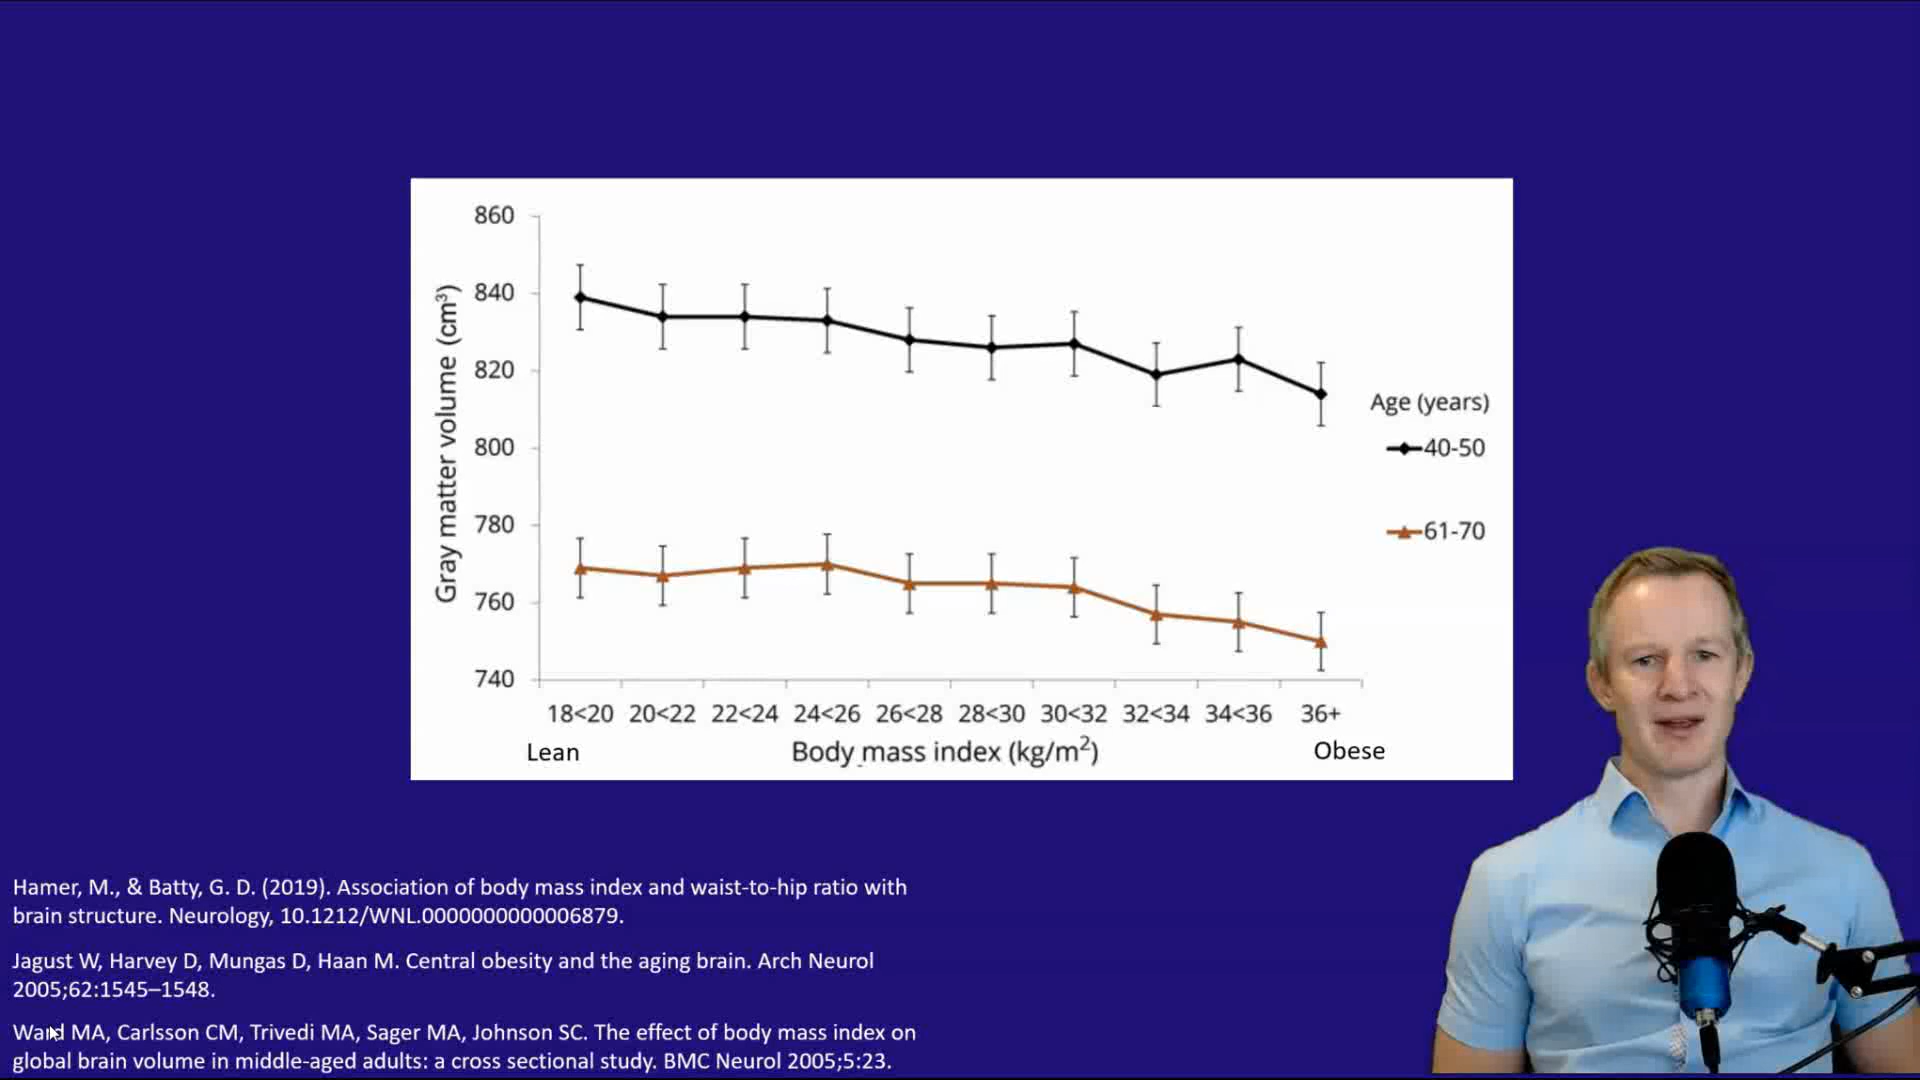 860
840
820
800
780
760
740
Gray matter volume (cm³)
18<20 20<22 22<24 24<26 26<28 28<30 30<32 32<34 34<36 36+
Lean Body mass index (kg/m²) Obese
Age (years)
40-50
61-70
Hamer, M., & Batty, G. D. (2019). Association of body mass index and waist-to-hip ratio with
brain structure. Neurology, 10.1212/WNL.0000000000006879.
Jagust W, Harvey D, Mungas D, Haan M. Central obesity and the aging brain. Arch Neurol
2005;62:1545–1548.
Ward MA, Carlsson CM, Trivedi MA, Sager MA, Johnson SC. The effect of body mass index on
global brain volume in middle-aged adults: a cross sectional study. BMC Neurol 2005;5:23.